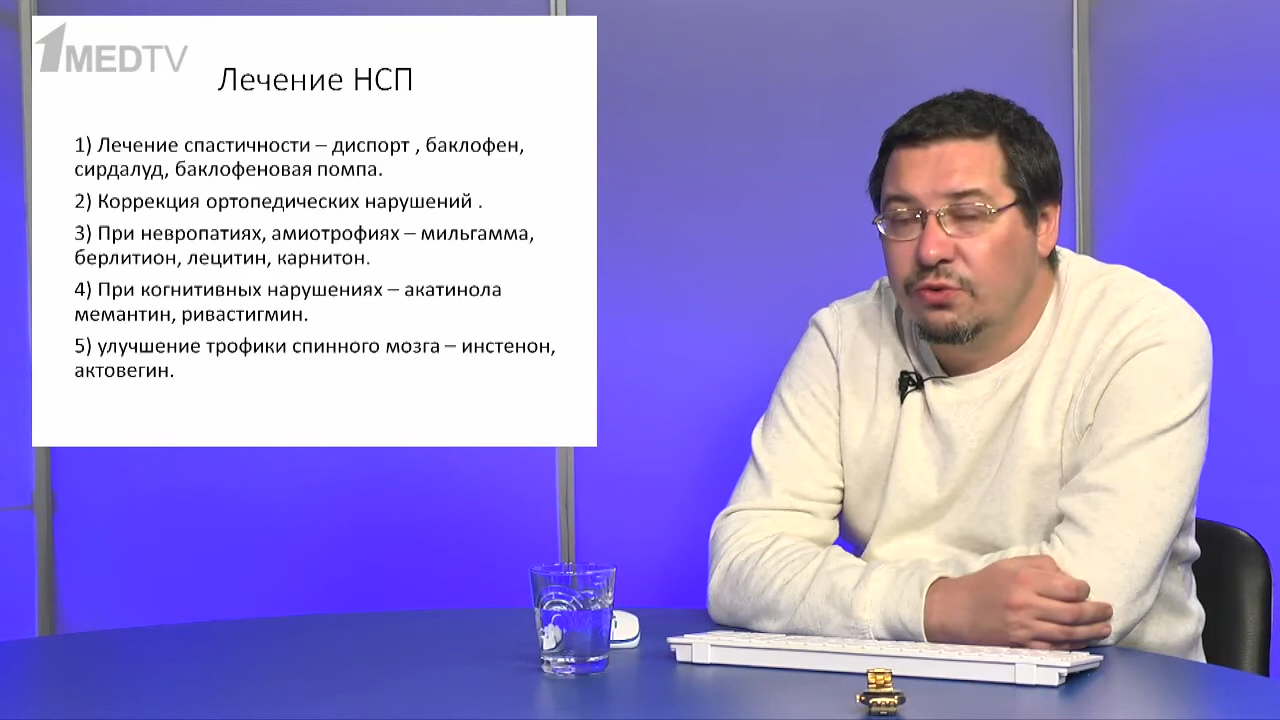 1MEDTV
Лечение НСП
1) Лечение спастичности – диспорт , баклофен,
сирдалуд, баклофеновая помпа.
2) Коррекция ортопедических нарушений .
3) При невропатиях, амиотрофиях – мильгамма,
берлитион, лецитин, карнитон.
4) При когнитивных нарушениях – акатинола
мемантин, ривастигмин.
5) улучшение трофики спинного мозга – инстенон,
актовегин.